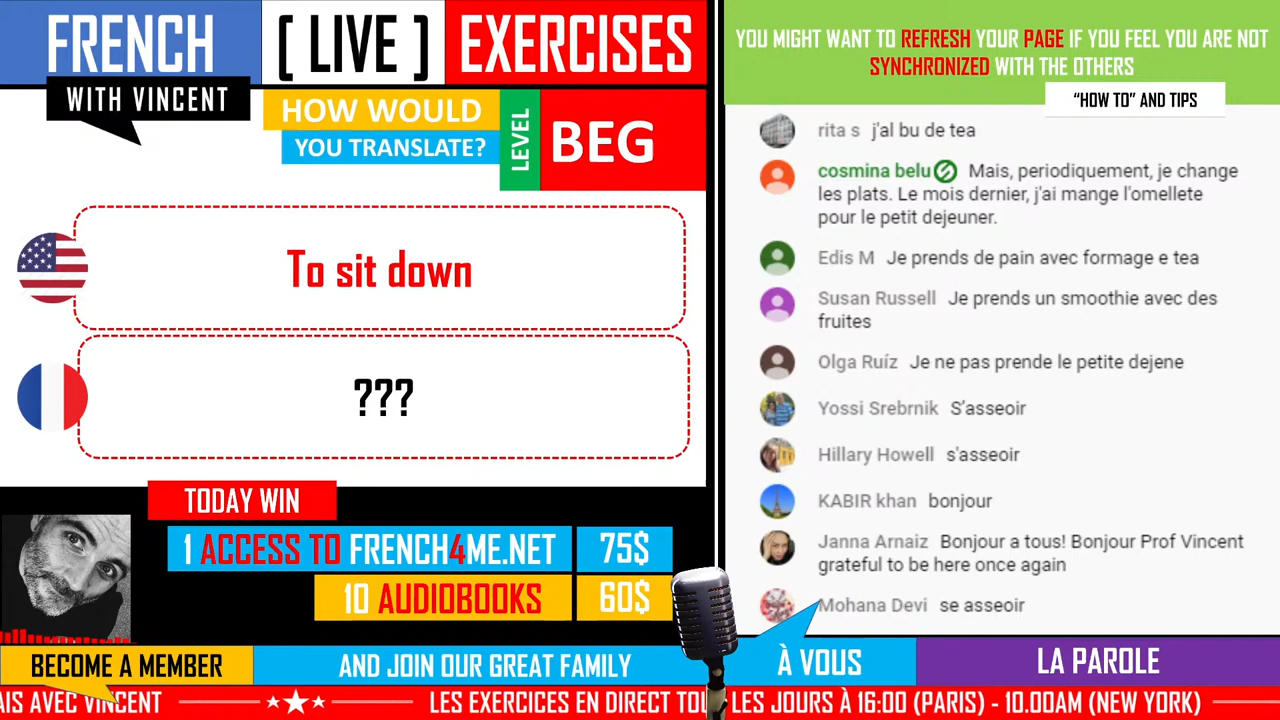 FRENCH
WITH VINCENT
[ LIVE ]
EXERCISES
HOW WOULD
YOU TRANSLATE?
LEVEL
BEG
To sit down
???
TODAY WIN
1 ACCESS TO FRENCH4ME.NET
75$
10 AUDIOBOOKS
60$
BECOME A MEMBER
AND JOIN OUR GREAT FAMILY
YOU MIGHT WANT TO REFRESH YOUR PAGE IF YOU FEEL YOU ARE NOT
SYNCHRONIZED WITH THE OTHERS
“HOW TO” AND TIPS
rita s j'al bu de tea
cosmina belu Mais, periodiquement, je change
les plats. Le mois dernier, j'ai mange l'omellete
pour le petit dejeuner.
Edis M Je prends de pain avec formage e tea
Susan Russell Je prends un smoothie avec des
fruites
Olga Ruíz Je ne pas prende le petite dejene
Yossi Srebrnik S'asseoir
Hillary Howell s'asseoir
KABIR khan bonjour
Janna Arnaiz Bonjour a tous! Bonjour Prof Vincent
grateful to be here once again
Mohana Devi se asseoir
À VOUS
LA PAROLE
AIS AVEC VINCENT
LES EXERCICES EN DIRECT TOU LES JOURS À 16:00 (PARIS) - 10.00AM (NEW YORK)